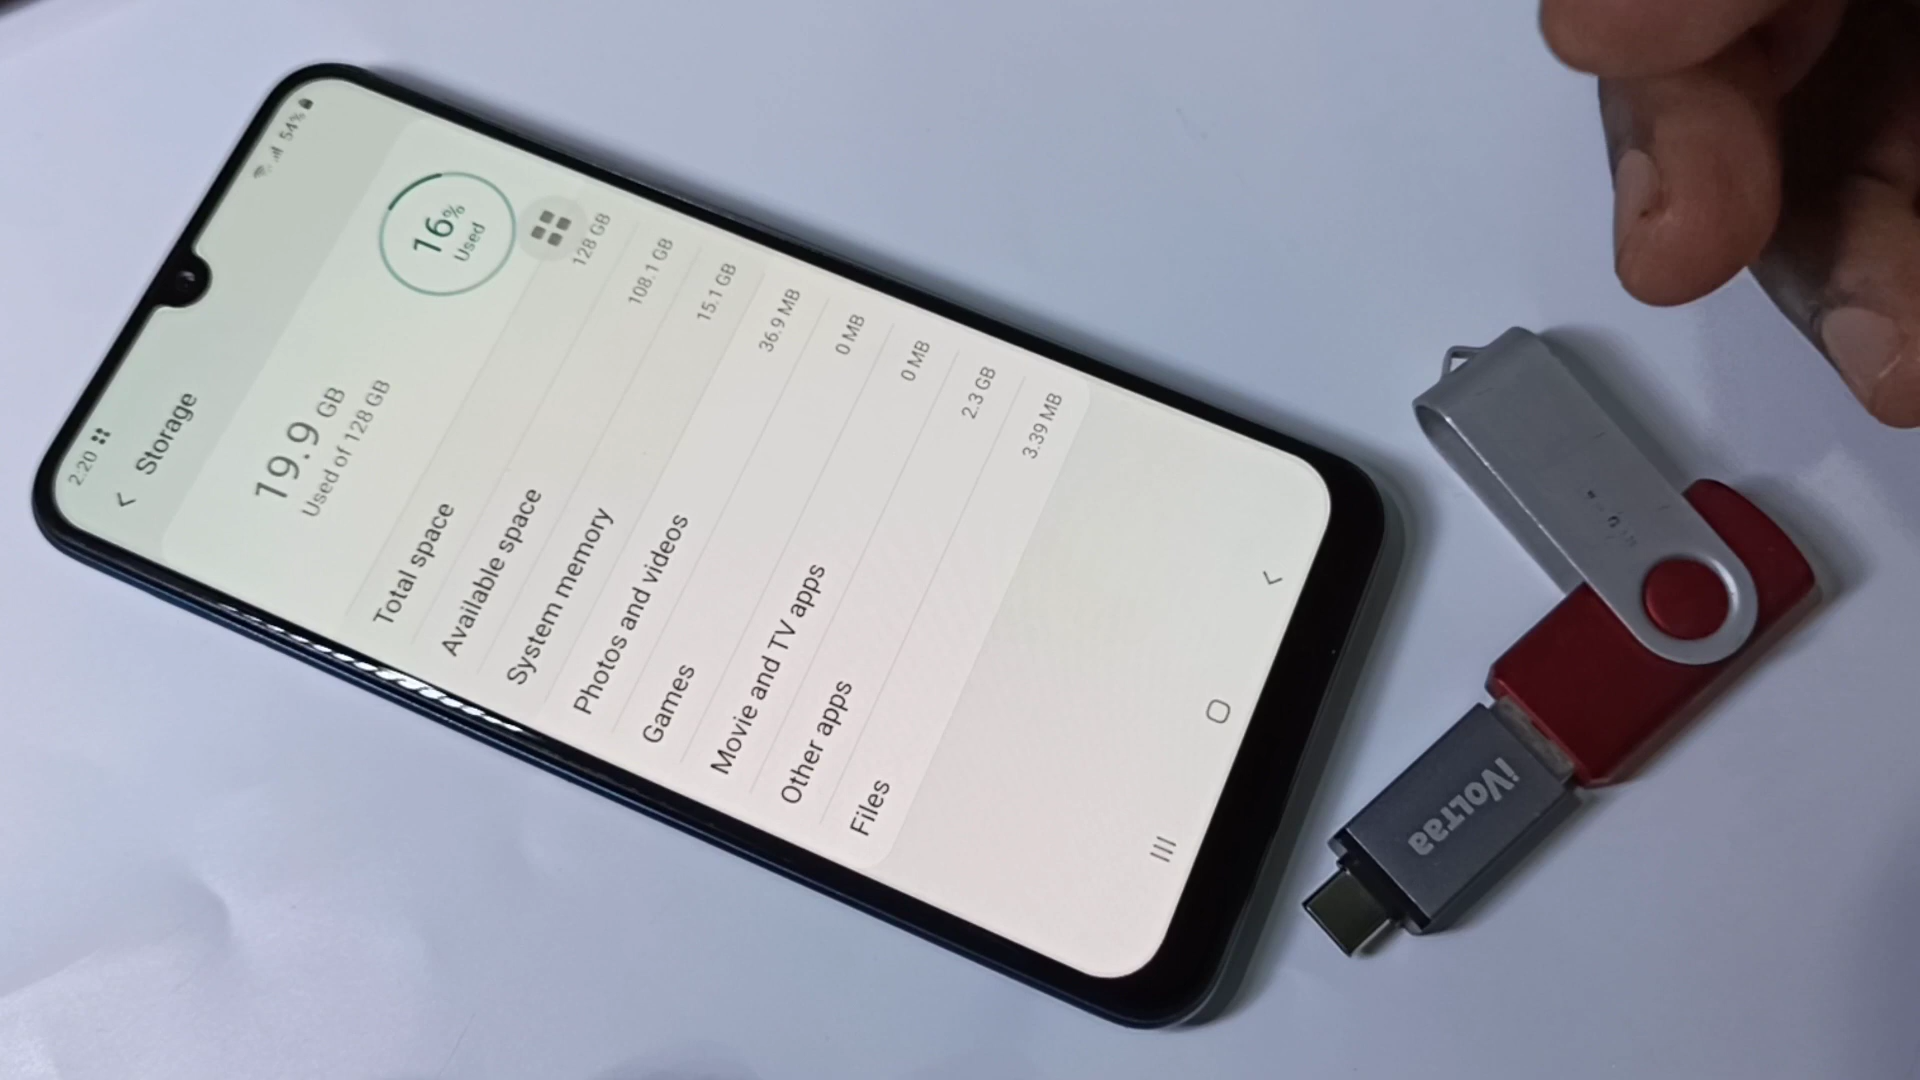 2:20
54%
Storage
19.9 GB
Used of 128 GB
16%
Used
Total space 128 GB
Available space 108.1 GB
System memory 15.1 GB
Photos and videos 36.9 MB
Games 0 MB
Movie and TV apps 0 MB
Other apps 2.3 GB
Files 3.39 MB
iVoltaa